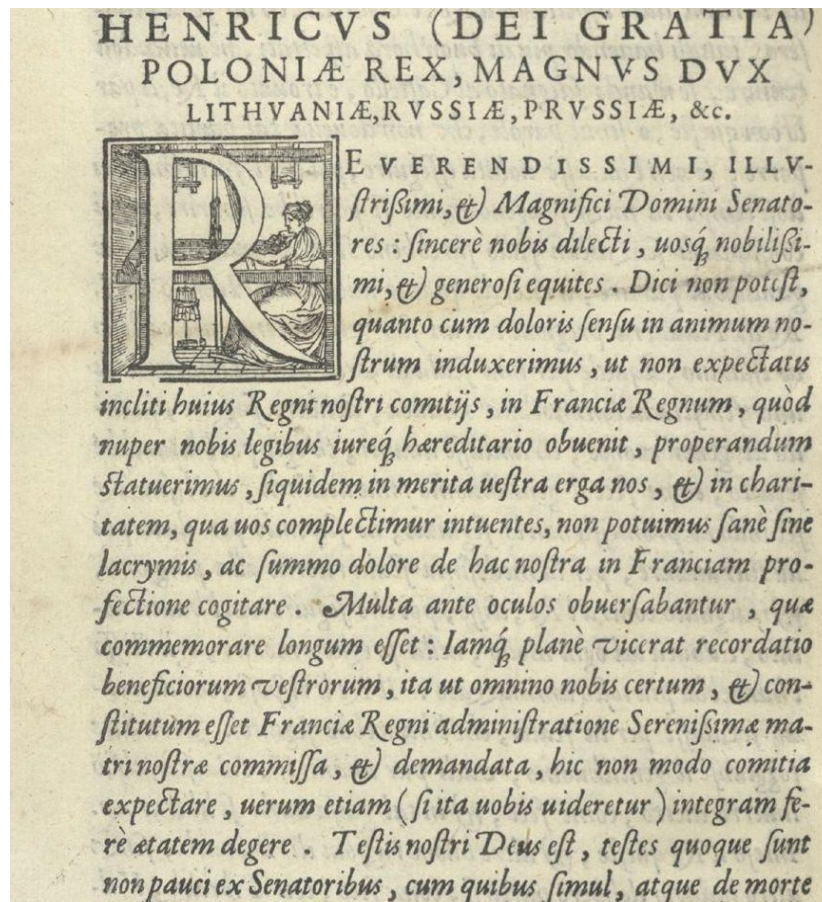 HENRICVS (DEI GRATIA)
POLONIÆ REX, MAGNVS DVX
LITHVANIÆ, RVSSIÆ, PRVSSIÆ, &c.
REVERENDISSIMI, ILLV-
ſtrißimi, & Magnifici Domini Senato-
res : ſincerè nobis dilecti, uosq́ꝫ nobilißi-
mi, & generoſi equites. Dici non poteſt,
quanto cum doloris ſenſu in animum no-
ſtrum induxerimus, ut non expectatis
incliti huius Regni noſtri comitijs, in Franciæ Regnum, quòd
nuper nobis legibus iureq́ꝫ hæreditario obuenit, properandum
ſtatuerimus, ſiquidem in merita ueſtra erga nos, & in chari-
tatem, qua uos complectimur intuentes, non potuimus ſanè ſine
lacrymis, ac ſummo dolore de hac noſtra in Franciam pro-
fectione cogitare. Multa ante oculos obuerſabantur, quæ
commemorare longum eſſet : Iamq́ꝫ planè vicerat recordatio
beneficiorum veſtrorum, ita ut omnino nobis certum, & con-
ſtitutum eſſet Franciæ Regni adminiſtratione Sereniſsimæ ma-
tri noſtræ commiſſa, & demandata, hic non modo comitia
expectare, uerum etiam (ſi ita uobis uideretur) integram fe-
rè ætatem degere. Teſtis noſtri Deus eſt, teſtes quoque ſunt
non pauci ex Senatoribus, cum quibus ſimul, atque de morte